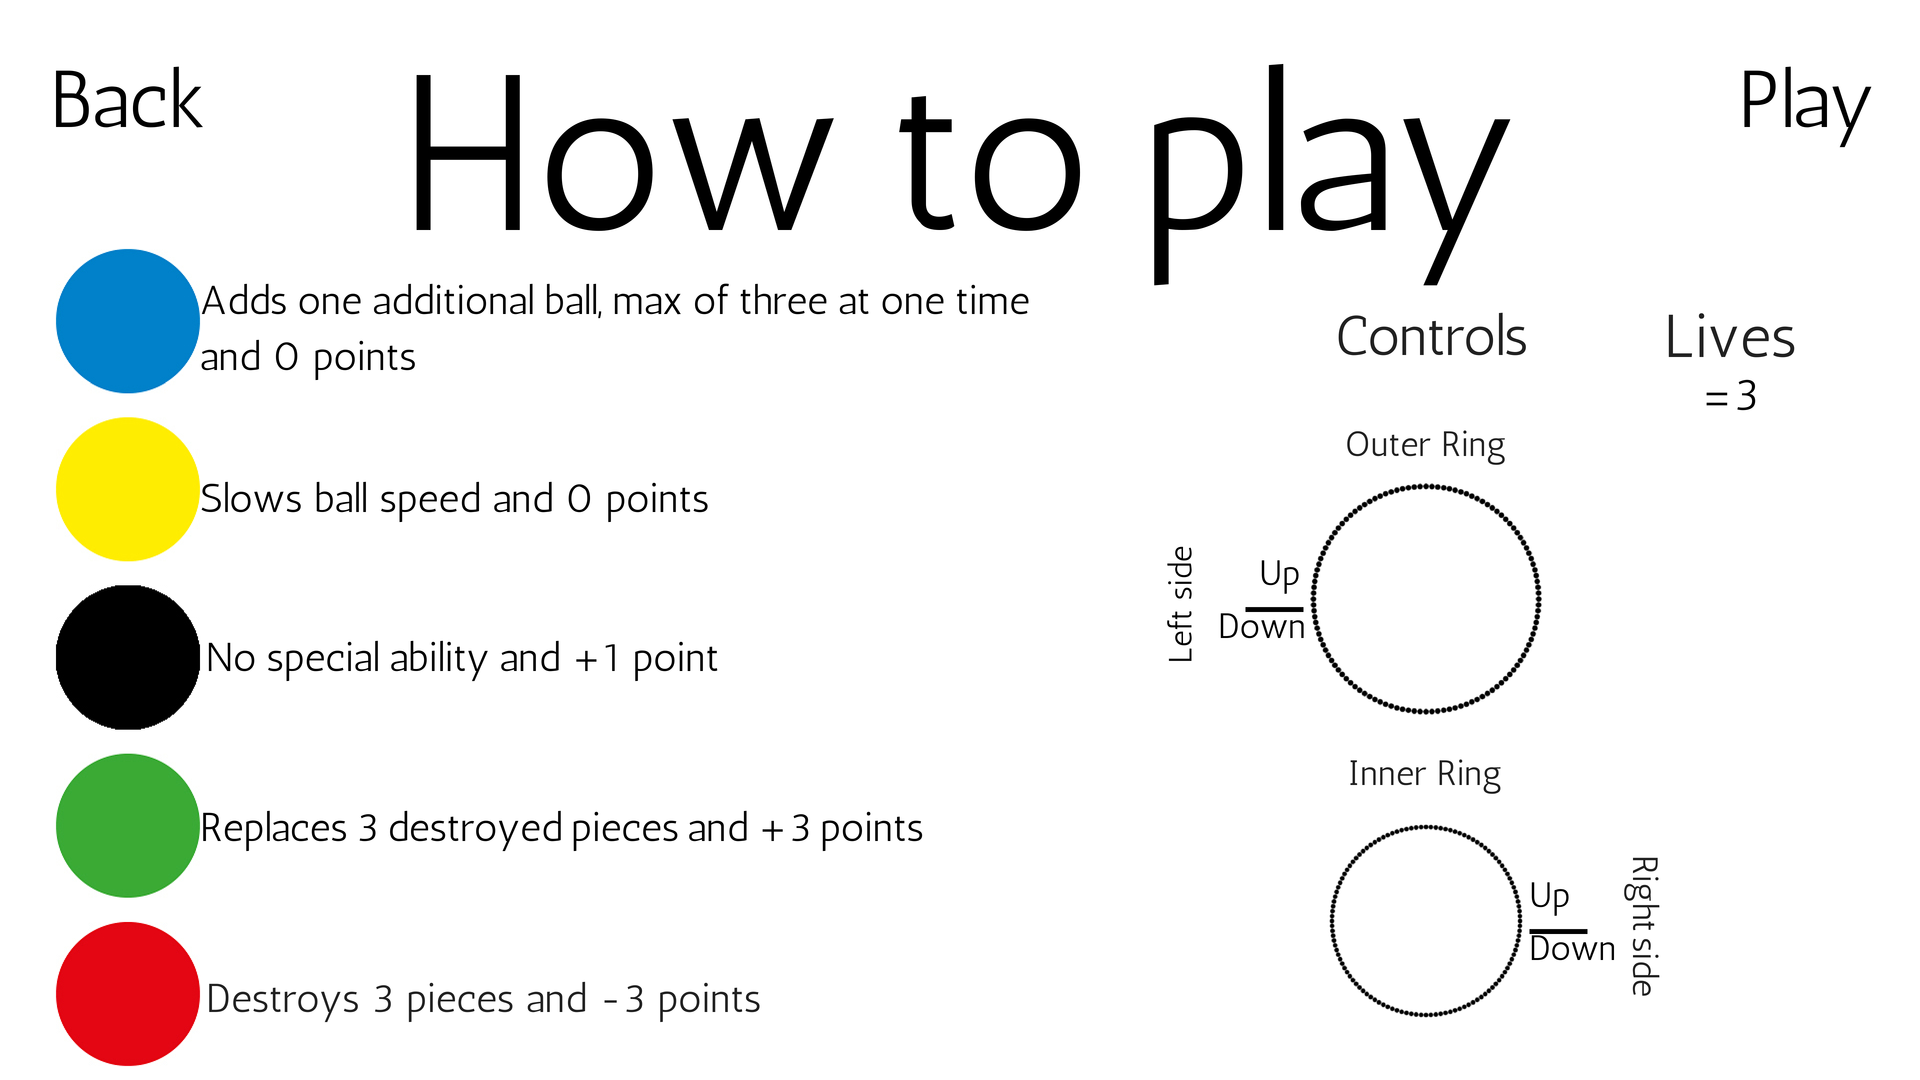 Back
How to play
Play
Adds one additional ball, max of three at one time
and 0 points
Slows ball speed and 0 points
No special ability and +1 point
Replaces 3 destroyed pieces and +3 points
Destroys 3 pieces and -3 points
Controls
Lives
=3
Outer Ring
Left side
Up
Down
Inner Ring
Up
Down
Right side